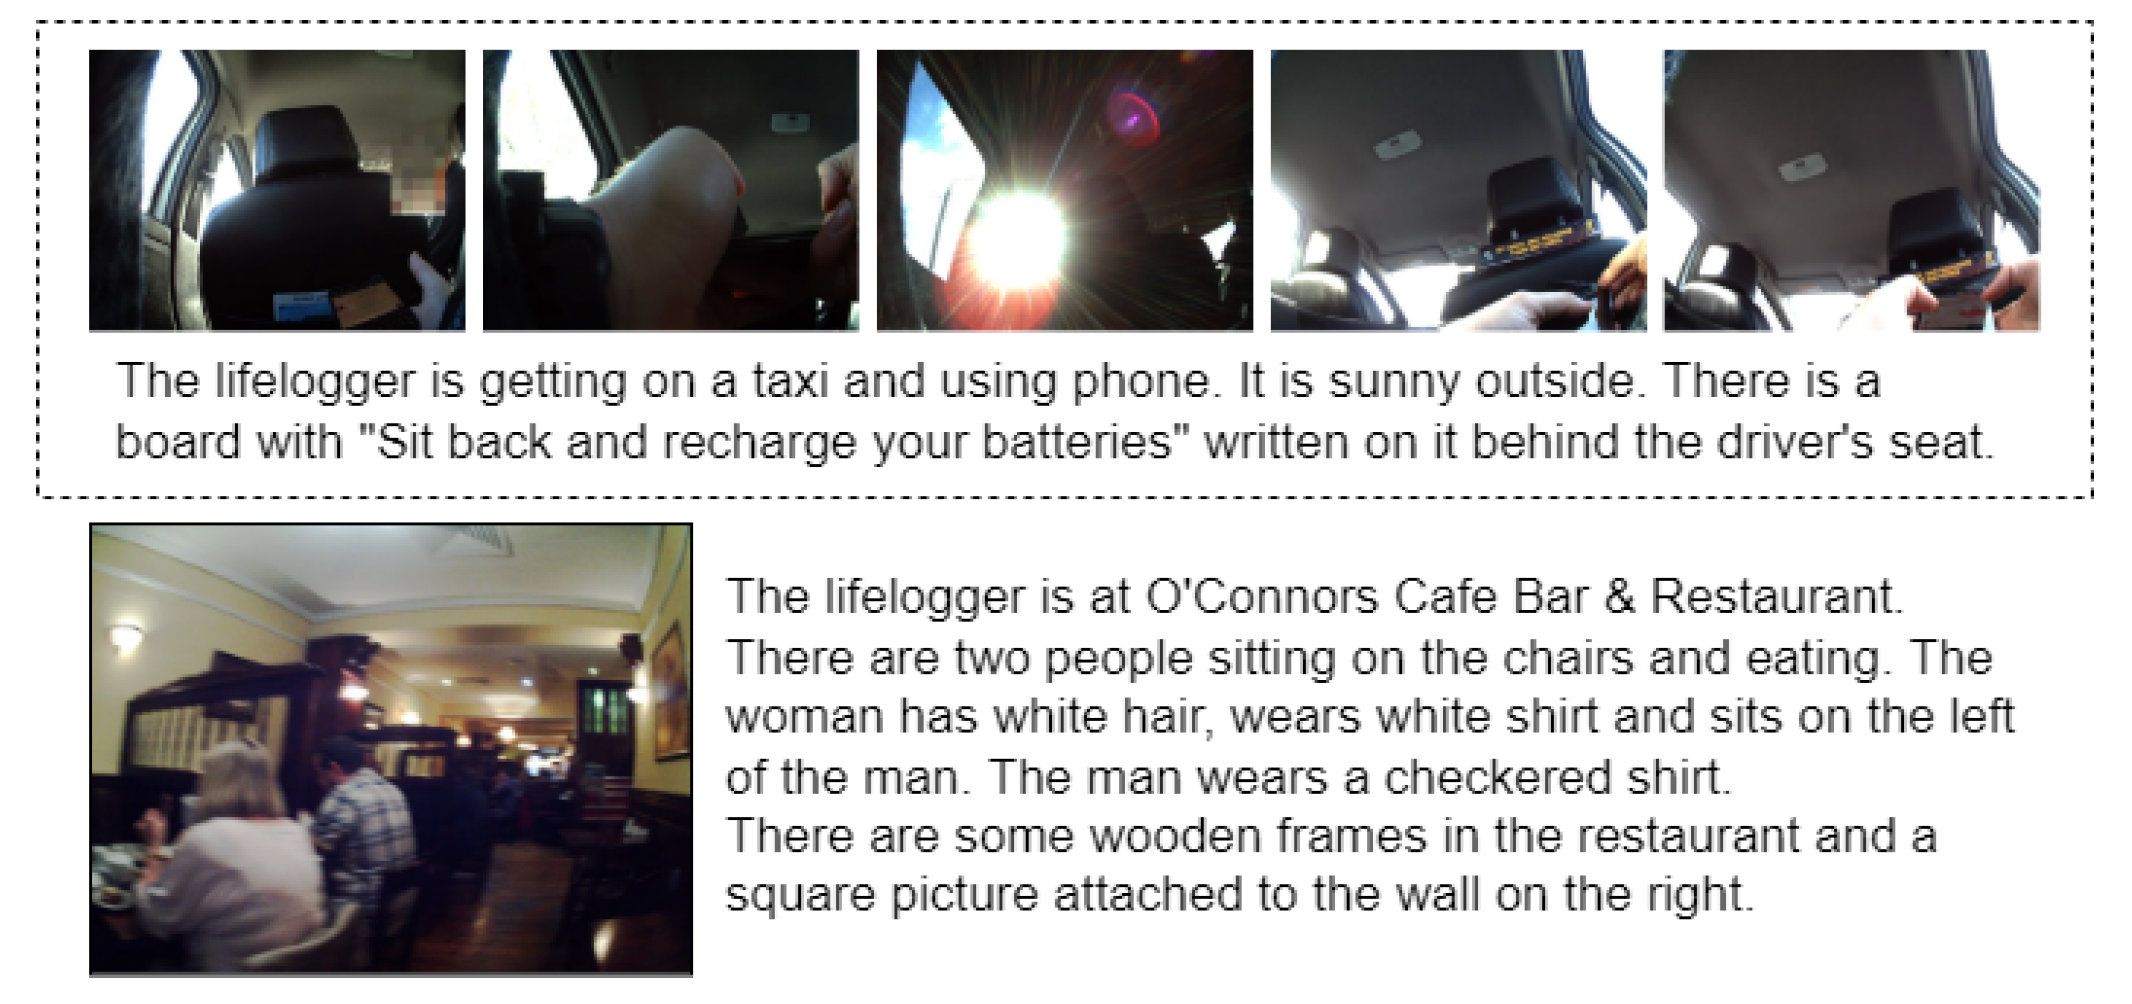 The lifelogger is getting on a taxi and using phone. It is sunny outside. There is a
board with "Sit back and recharge your batteries" written on it behind the driver's seat.
The lifelogger is at O'Connors Cafe Bar & Restaurant.
There are two people sitting on the chairs and eating. The
woman has white hair, wears white shirt and sits on the left
of the man. The man wears a checkered shirt.
There are some wooden frames in the restaurant and a
square picture attached to the wall on the right.